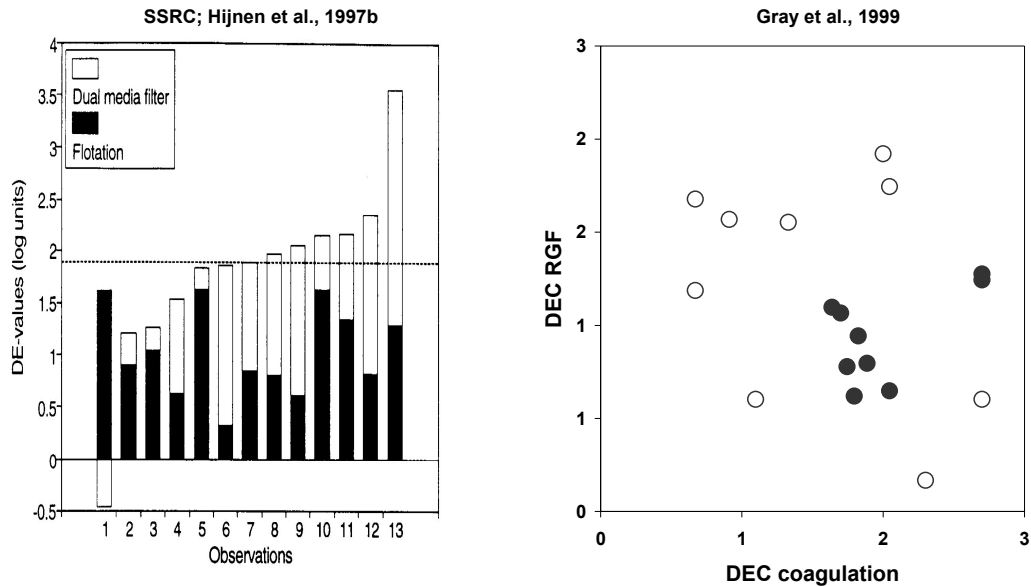 SSRC; Hijnen et al., 1997b
4
3.5
3
2.5
2
1.5
1
0.5
0
-0.5
DE-values (log units)
Dual media filter
Flotation
1 2 3 4 5 6 7 8 9 10 11 12 13
Observations
Gray et al., 1999
3
2
2
1
1
0
DEC RGF
0 1 2 3
DEC coagulation